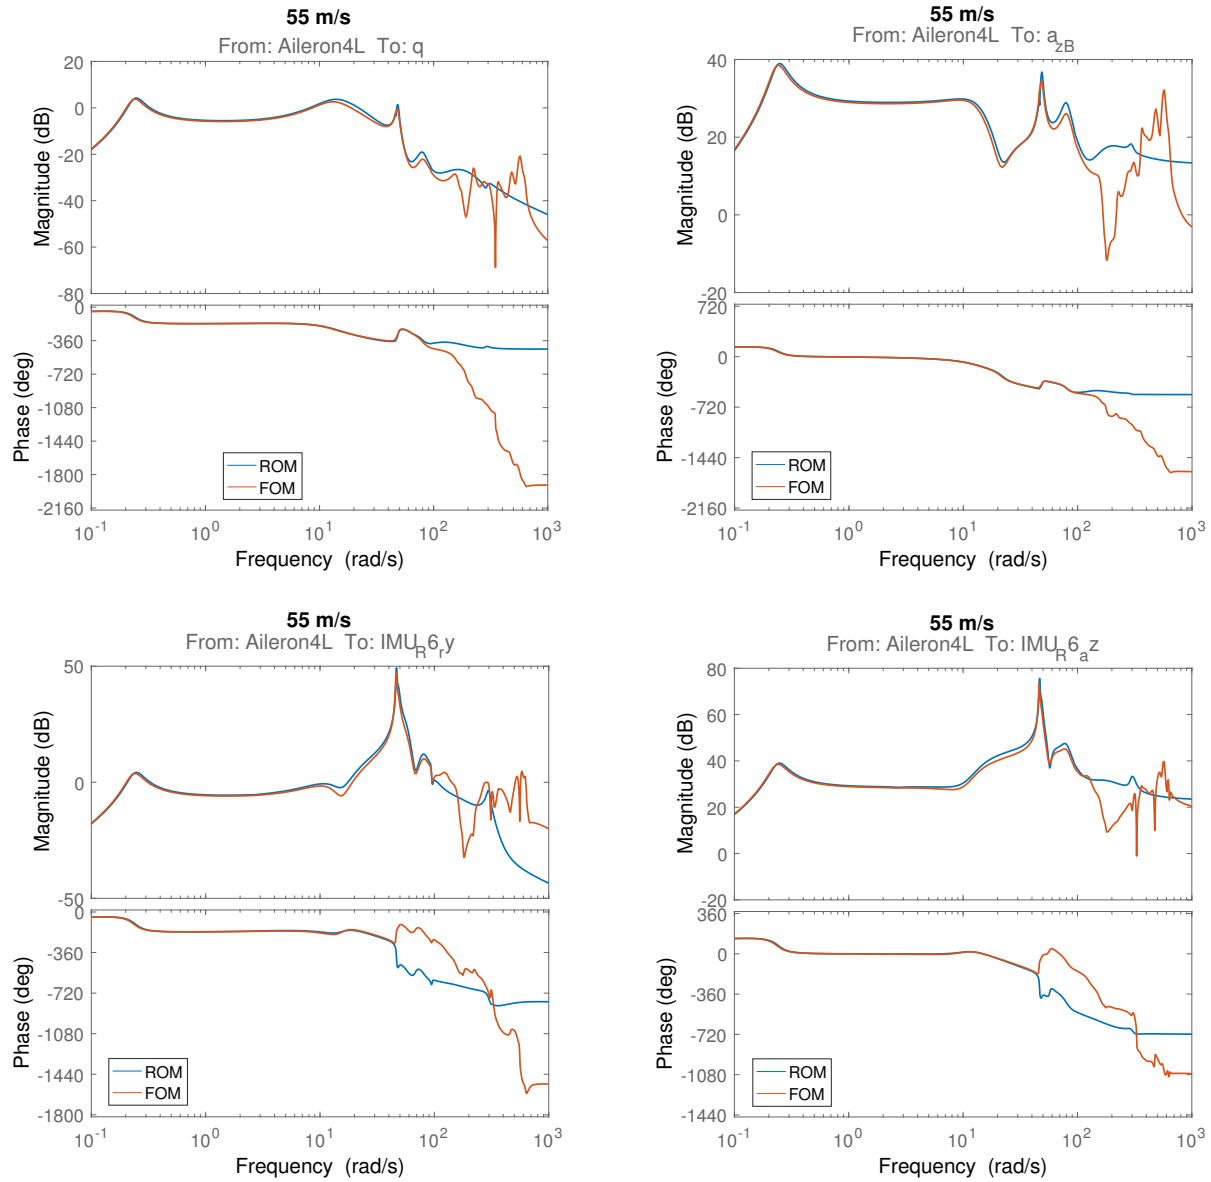 55 m/s
From: Aileron4L To: q
20
0
-20
-40
-60
-80
Magnitude (dB)
0
-360
-720
-1080
-1440
-1800
-2160
Phase (deg)
ROM
FOM
10^-1
10^0
10^1
10^2
10^3
Frequency (rad/s)
55 m/s
From: Aileron4L To: a_zB
40
20
0
-20
Magnitude (dB)
720
0
-720
-1440
-2160
Phase (deg)
ROM
FOM
10^-1
10^0
10^1
10^2
10^3
Frequency (rad/s)
55 m/s
From: Aileron4L To: IMU_R6_ry
50
0
-50
Magnitude (dB)
0
-360
-720
-1080
-1440
-1800
Phase (deg)
ROM
FOM
10^-1
10^0
10^1
10^2
10^3
Frequency (rad/s)
55 m/s
From: Aileron4L To: IMU_R6_az
80
60
40
20
0
-20
Magnitude (dB)
360
0
-360
-720
-1080
-1440
Phase (deg)
ROM
FOM
10^-1
10^0
10^1
10^2
10^3
Frequency (rad/s)